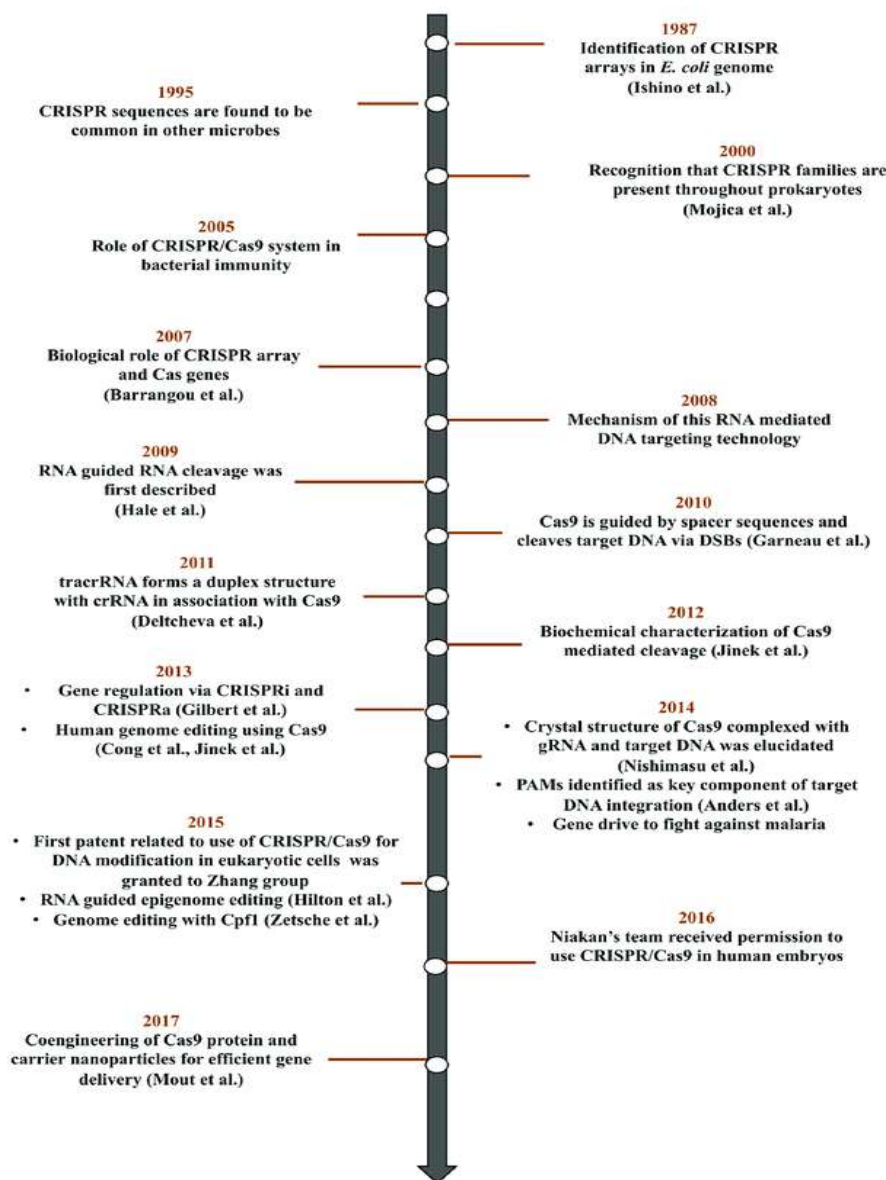 1987
Identification of CRISPR
arrays in E. coli genome
(Ishino et al.)
1995
CRISPR sequences are found to be
common in other microbes
2000
Recognition that CRISPR families are
present throughout prokaryotes
(Mojica et al.)
2005
Role of CRISPR/Cas9 system in
bacterial immunity
2007
Biological role of CRISPR array
and Cas genes
(Barrangou et al.)
2008
Mechanism of this RNA mediated
DNA targeting technology
2009
RNA guided RNA cleavage was
first described
(Hale et al.)
2010
Cas9 is guided by spacer sequences and
cleaves target DNA via DSBs (Garneau et al.)
2011
tracrRNA forms a duplex structure
with crRNA in association with Cas9
(Deltcheva et al.)
2012
Biochemical characterization of Cas9
mediated cleavage (Jinek et al.)
2013
• Gene regulation via CRISPRi and
CRISPRa (Gilbert et al.)
• Human genome editing using Cas9
(Cong et al., Jinek et al.)
2014
• Crystal structure of Cas9 complexed with
gRNA and target DNA was elucidated
(Nishimasu et al.)
• PAMs identified as key component of target
DNA integration (Anders et al.)
• Gene drive to fight against malaria
2015
• First patent related to use of CRISPR/Cas9 for
DNA modification in eukaryotic cells was
granted to Zhang group
• RNA guided epigenome editing (Hilton et al.)
• Genome editing with Cpf1 (Zetsche et al.)
2016
Niakan's team received permission to
use CRISPR/Cas9 in human embryos
2017
Coengineering of Cas9 protein and
carrier nanoparticles for efficient gene
delivery (Mout et al.)